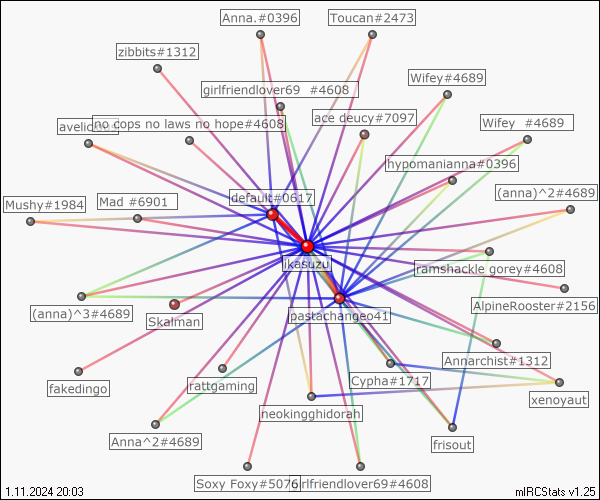 Anna.#0396
Toucan#2473
zibbits#1312
Wifey#4689
girlfriendlover69 #4608
ace deucy#7097
no cops no laws no hope#4608
Wifey #4689
hypomanianna#0396
(anna)^2#4689
default#0617
Mushy#1984
Mad #6901
ikasuzu
ramshackle gorey#4608
AlpineRooster#2156
(anna)^3#4689
Skalman
pastachangeo41
Annarchist#1312
fakedingo
rattgaming
Cypha#1717
xenoyaut
neokingghidorah
Anna^2#4689
frisout
Soxy Foxy#5076
girlfriendlover69#4608
1.11.2024 20:03
mIRCStats v1.25